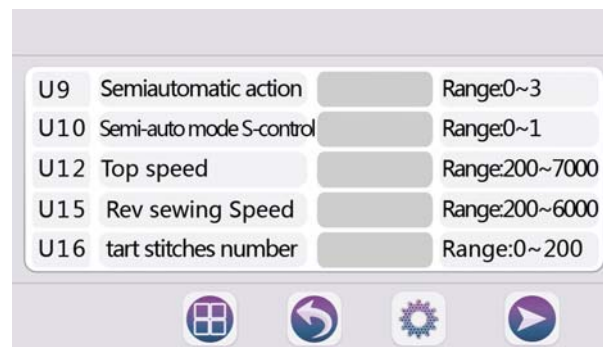 U9 Semiautomatic action Range:0~3
U10 Semi-auto mode S-control Range:0~1
U12 Top speed Range:200~7000
U15 Rev sewing Speed Range:200~6000
U16 tart stitches number Range:0~200